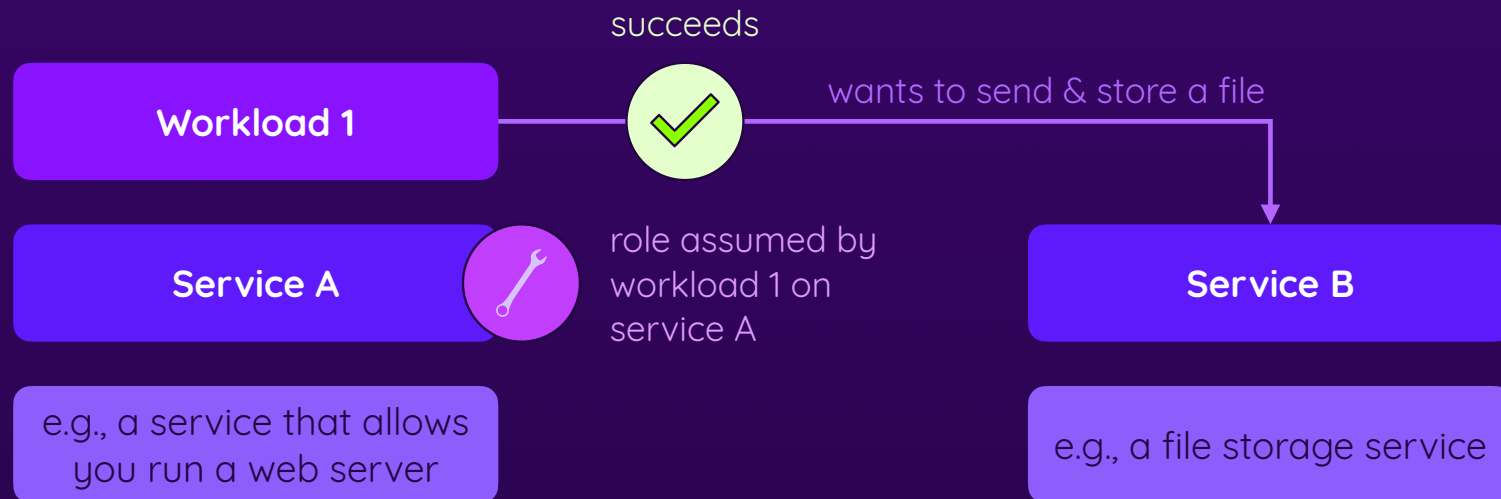 succeeds
Workload 1
wants to send & store a file
Service A
role assumed by
workload 1 on
service A
Service B
e.g., a service that allows
you run a web server
e.g., a file storage service